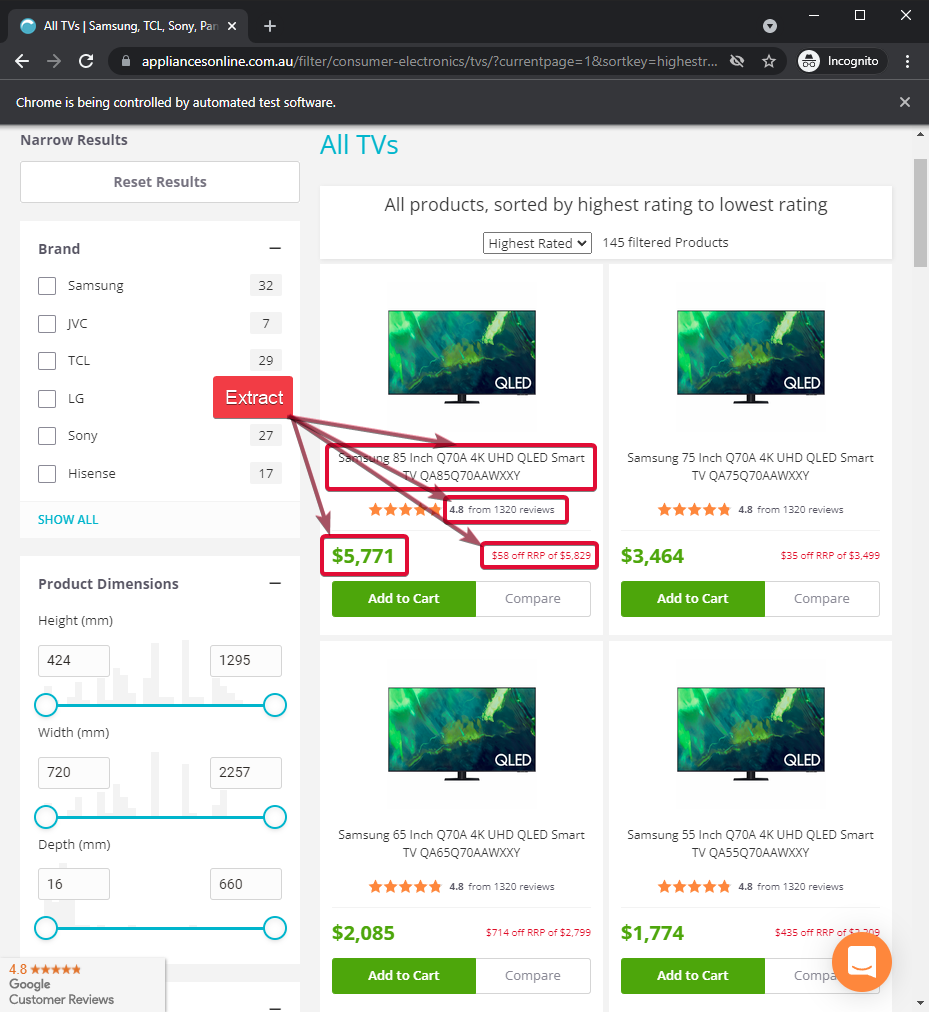 All TVs | Samsung, TCL, Sony, Pan
appliancesonline.com.au/filter/consumer-electronics/tvs/?currentpage=1&sortkey=highestr...
Incognito
Chrome is being controlled by automated test software.
Narrow Results
Reset Results
Brand
Samsung 32
JVC 7
TCL 29
LG
Sony 27
Hisense 17
SHOW ALL
Product Dimensions
Height (mm)
424 1295
Width (mm)
720 2257
Depth (mm)
16 660
4.8
Google
Customer Reviews
Extract
All TVs
All products, sorted by highest rating to lowest rating
Highest Rated 145 filtered Products
QLED
Samsung 85 Inch Q70A 4K UHD QLED Smart
TV QA85Q70AAWXXY
4.8 from 1320 reviews
$5,771 $58 off RRP of $5,829
Add to Cart Compare
QLED
Samsung 75 Inch Q70A 4K UHD QLED Smart
TV QA75Q70AAWXXY
4.8 from 1320 reviews
$3,464 $35 off RRP of $3,499
Add to Cart Compare
QLED
Samsung 65 Inch Q70A 4K UHD QLED Smart
TV QA65Q70AAWXXY
4.8 from 1320 reviews
$2,085 $714 off RRP of $2,799
Add to Cart Compare
QLED
Samsung 55 Inch Q70A 4K UHD QLED Smart
TV QA55Q70AAWXXY
4.8 from 1320 reviews
$1,774 $435 off RRP of $2,209
Add to Cart Compa